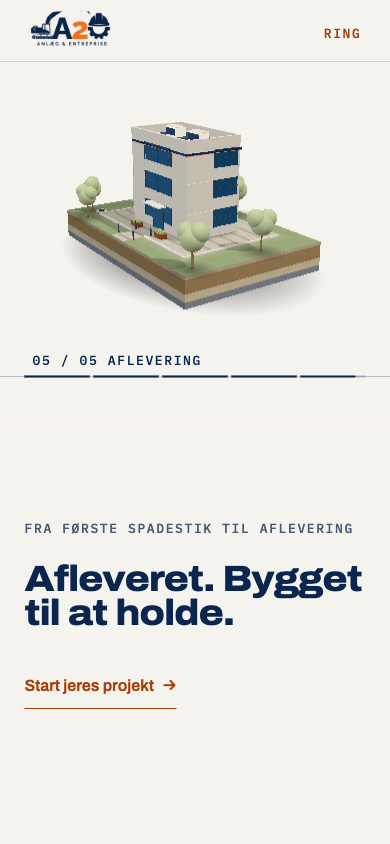 A2O
ANLÆG & ENTREPRISE
RING
05 / 05 AFLEVERING
FRA FØRSTE SPADESTIK TIL AFLEVERING
Afleveret. Bygget
til at holde.
Start jeres projekt →